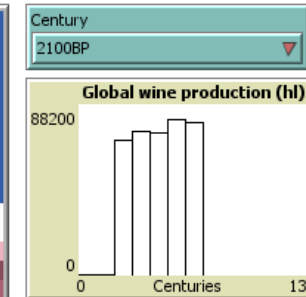 Century
2100BP
Global wine production (hl)
88200
0
0
Centuries
13